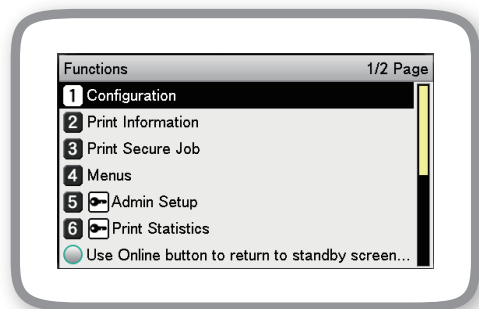 Functions 1/2 Page
1 Configuration
2 Print Information
3 Print Secure Job
4 Menus
5 Admin Setup
6 Print Statistics
Use Online button to return to standby screen...